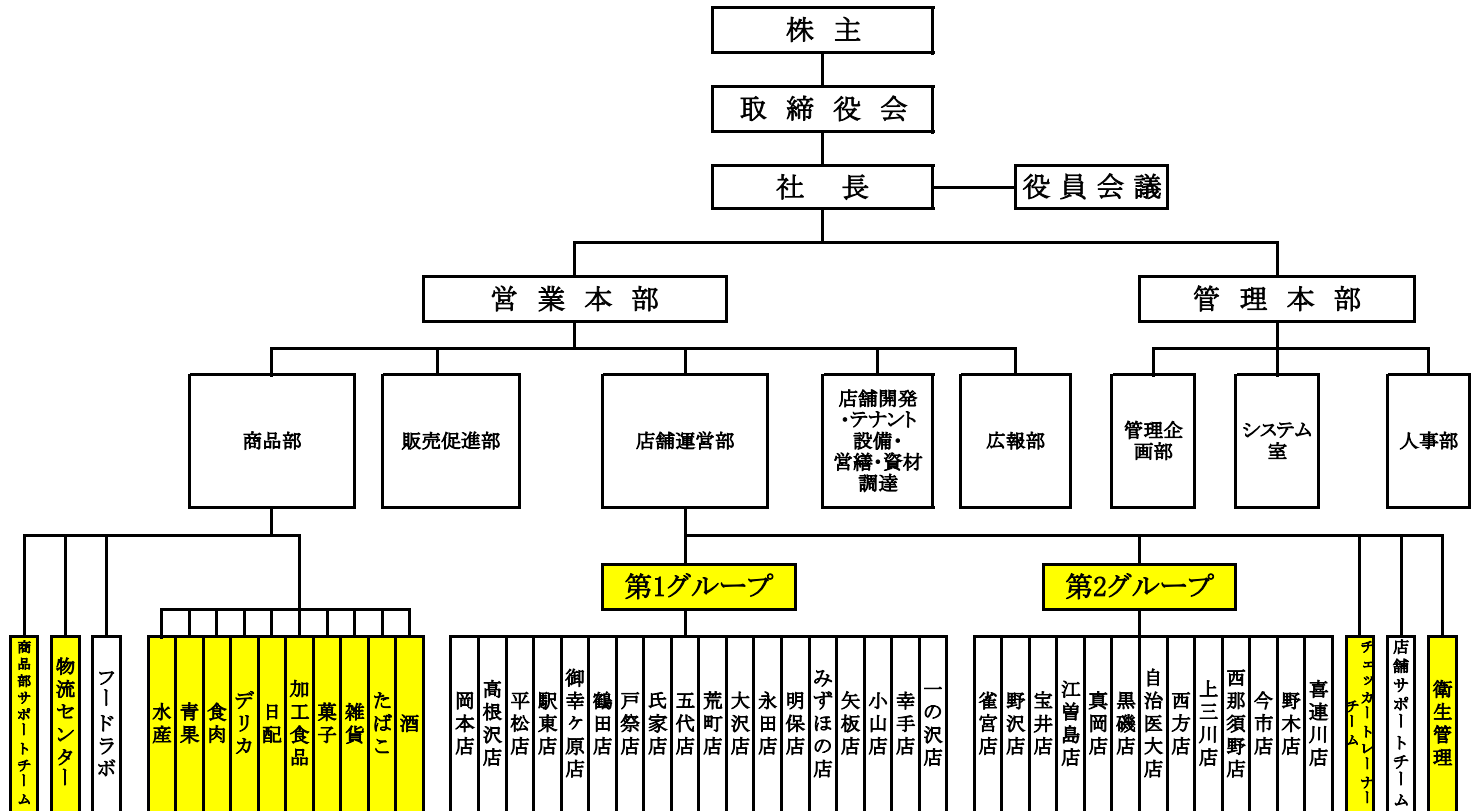 株主
取締役会
社長
役員会議
営業本部
管理本部
商品部
販売促進部
店舗運営部
店舗開発
・テナント
設備・
営繕・資材
調達
広報部
管理企
画部
システム
室
人事部
第1グループ
第2グループ
商品部サポートチーム
物流センター
フードラボ
水産
青果
食肉
デリカ
日配
加工食品
菓子
雑貨
たばこ
酒
岡本店
高根沢店
平松店
駅東店
御幸ヶ原店
鶴田店
戸祭店
氏家店
五代店
荒町店
大沢店
永田店
明保店
みずほの店
矢板店
小山店
幸手店
一の沢店
雀宮店
野沢店
宝井店
江曽島店
真岡店
黒磯店
自治医大店
西方店
上三川店
西那須野店
今市店
野木店
喜連川店
チェッカートレーナー
チーム
店舗サポートチーム
衛生管理